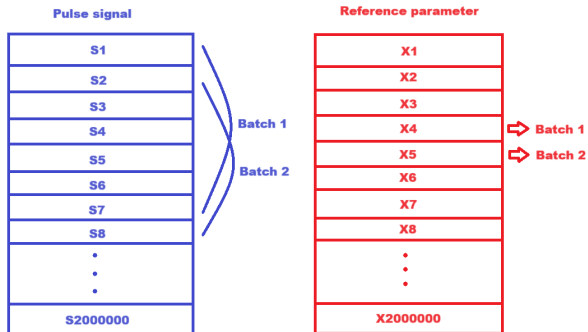 Pulse signal
S1
S2
S3
S4
S5
S6
S7
S8
S2000000
Batch 1
Batch 2
Reference parameter
X1
X2
X3
X4
X5
X6
X7
X8
X2000000
Batch 1
Batch 2